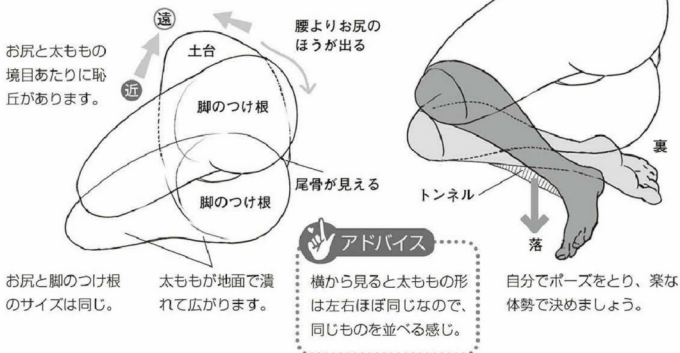 遠
お尻と太ももの
境目あたりに恥
丘があります。
近
土台
腰よりお尻の
ほうが出る
脚のつけ根
尾骨が見える
脚のつけ根
お尻と脚のつけ根
のサイズは同じ。
太ももが地面で潰
れて広がります。
アドバイス
横から見ると太ももの形
は左右ほぼ同じなので、
同じものを並べる感じ。
裏
トンネル
落
自分でポーズをとり、楽な
体勢で決めましょう。